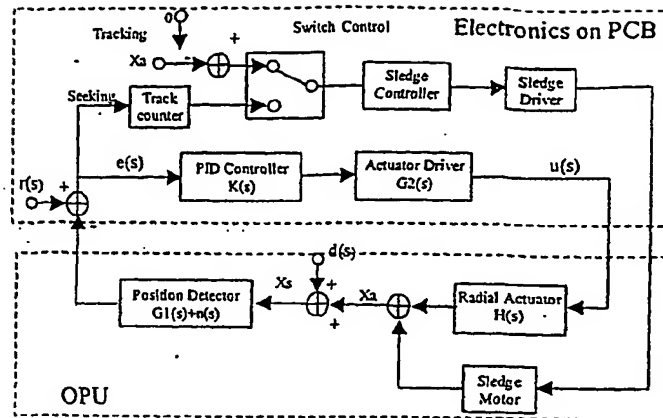 o
Tracking
Switch Control
Electronics on PCB
+
Xa
Sledge
Controller
Sledge
Driver
Seeking
Track
counter
r(s)
+
e(s)
PID Controller
K(s)
Actuator Driver
G2(s)
u(s)
d(s)
Xs
+
+
Xa
Position Detector
G1(s)+n(s)
Radial Actuator
H(s)
Sledge
Motor
OPU